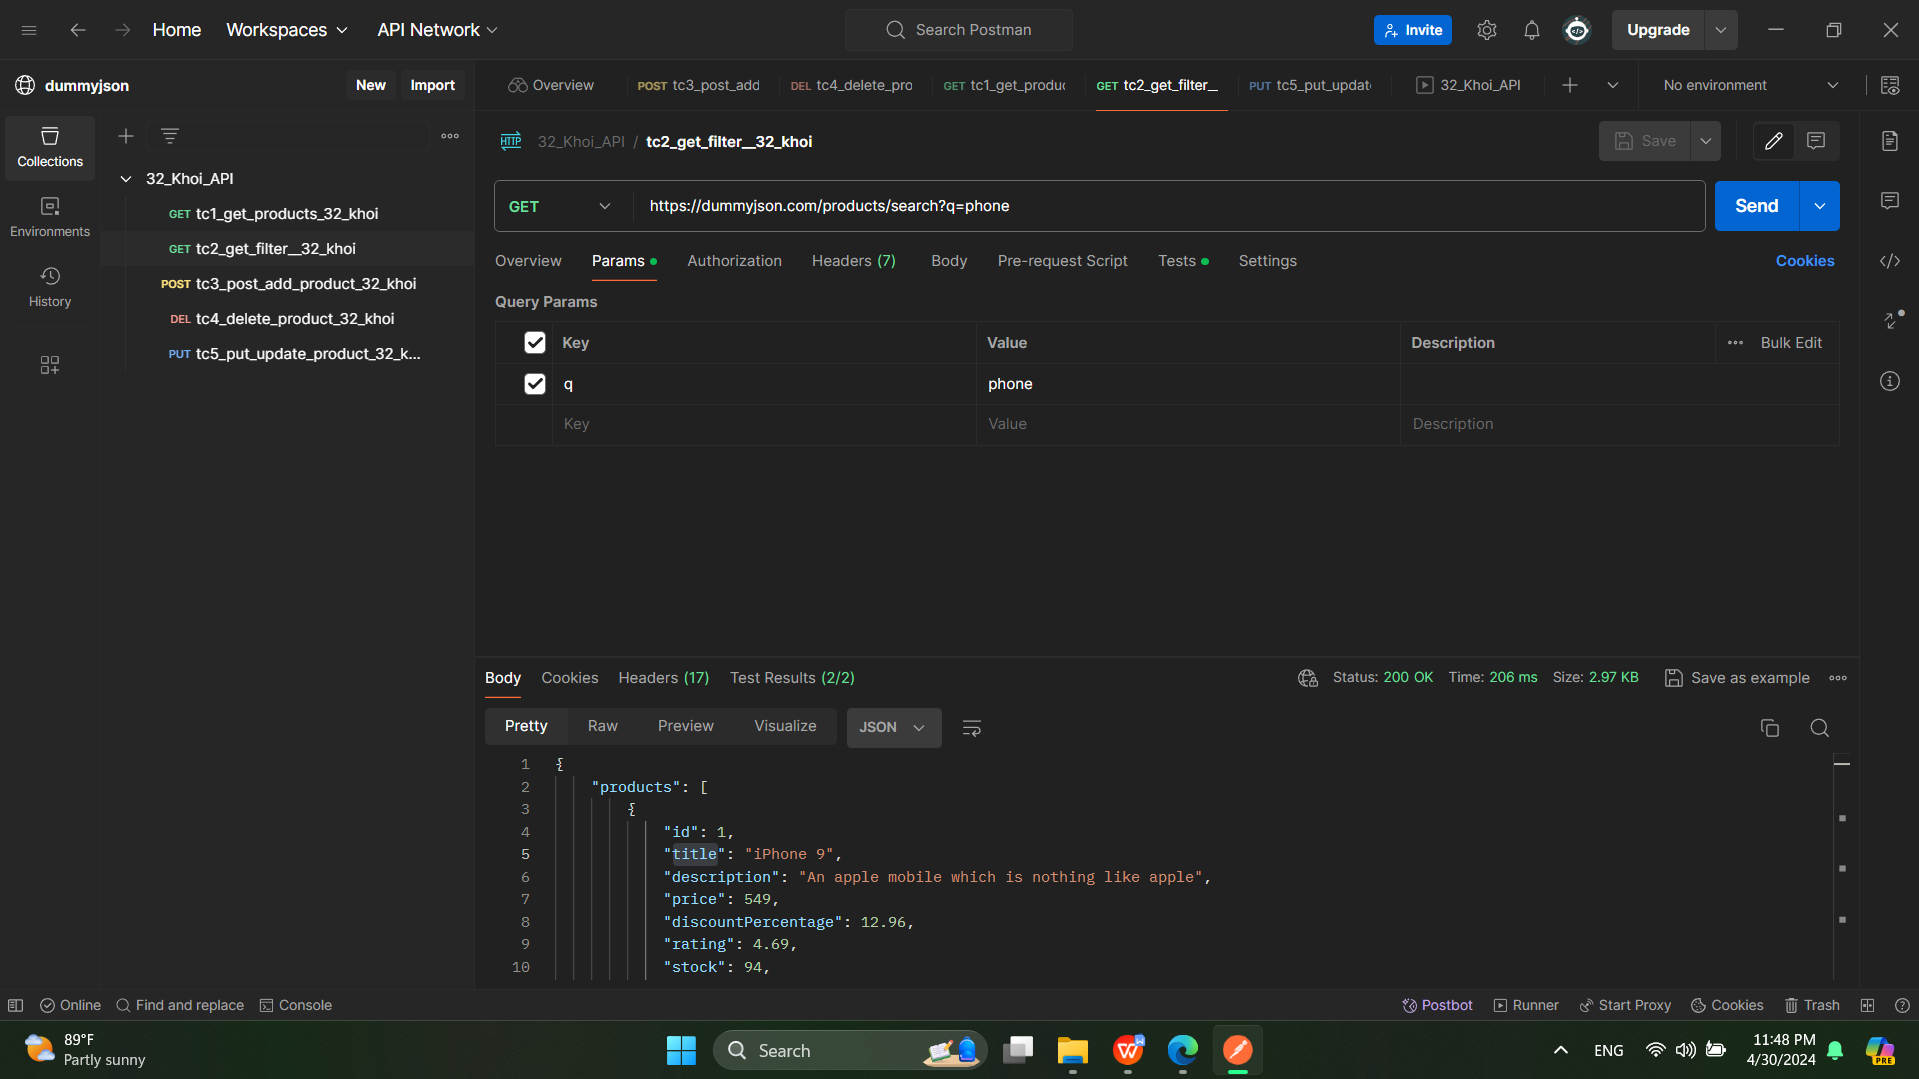 Home Workspaces API Network Search Postman Invite Upgrade
dummyjson New Import Overview POST tc3_post_add DEL tc4_delete_pro GET tc1_get_produc GET tc2_get_filter__ PUT tc5_put_updat 32_Khoi_API No environment
Collections
Environments
History
32_Khoi_API
GET tc1_get_products_32_khoi
GET tc2_get_filter__32_khoi
POST tc3_post_add_product_32_khoi
DEL tc4_delete_product_32_khoi
PUT tc5_put_update_product_32_k...
HTTP 32_Khoi_API / tc2_get_filter__32_khoi Save
GET https://dummyjson.com/products/search?q=phone Send
Overview Params Authorization Headers (7) Body Pre-request Script Tests Settings Cookies
Query Params
Key Value Description Bulk Edit
q phone
Key Value Description
Body Cookies Headers (17) Test Results (2/2) Status: 200 OK Time: 206 ms Size: 2.97 KB Save as example
Pretty Raw Preview Visualize JSON
1 {
2 "products": [
3 {
4 "id": 1,
5 "title": "iPhone 9",
6 "description": "An apple mobile which is nothing like apple",
7 "price": 549,
8 "discountPercentage": 12.96,
9 "rating": 4.69,
10 "stock": 94,
Online Find and replace Console Postbot Runner Start Proxy Cookies Trash
89°F
Partly sunny
Search
ENG
11:48 PM
4/30/2024
PRE